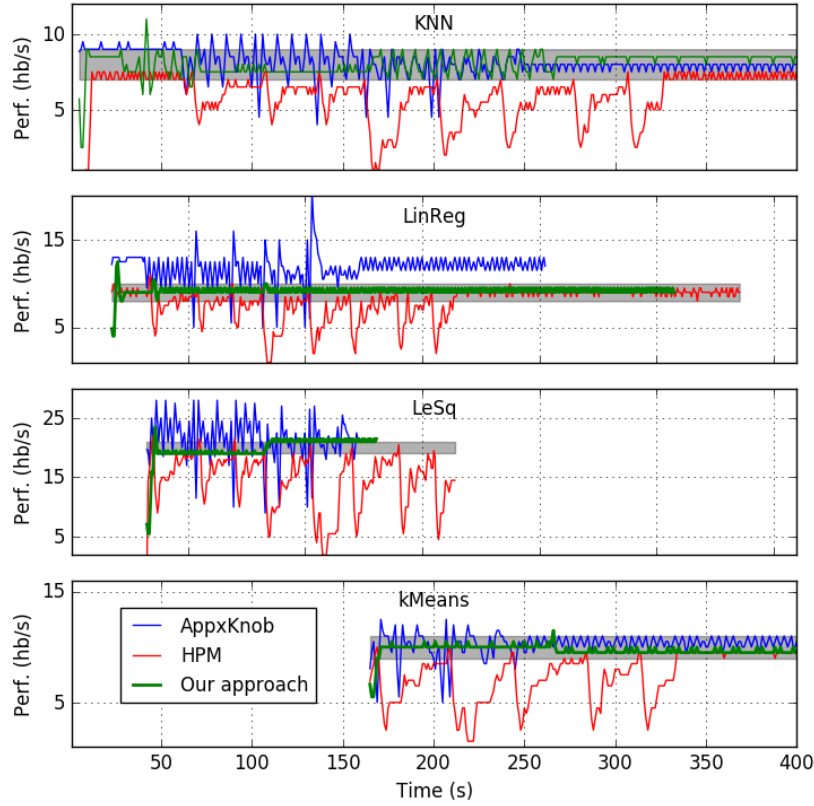 KNN
10
5
Perf. (hb/s)
LinReg
15
5
Perf. (hb/s)
LeSq
25
15
5
Perf. (hb/s)
kMeans
15
5
Perf. (hb/s)
AppxKnob
HPM
Our approach
50 100 150 200 250 300 350 400
Time (s)